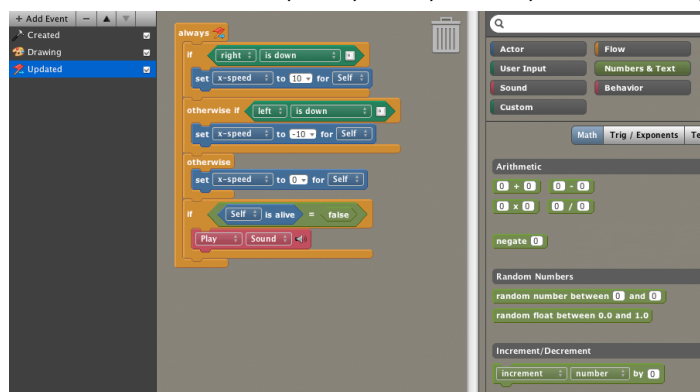 + Add Event
Created
Drawing
Updated
always
if right is down
set x-speed to 10 for Self
otherwise if left is down
set x-speed to -10 for Self
otherwise
set x-speed to 0 for Self
if Self is alive = false
Play Sound
Actor Flow
User Input Numbers & Text
Sound Behavior
Custom
Math Trig / Exponents
Arithmetic
0 + 0 0 - 0
0 x 0 0 / 0
negate 0
Random Numbers
random number between 0 and 0
random float between 0.0 and 1.0
Increment/Decrement
increment number by 0